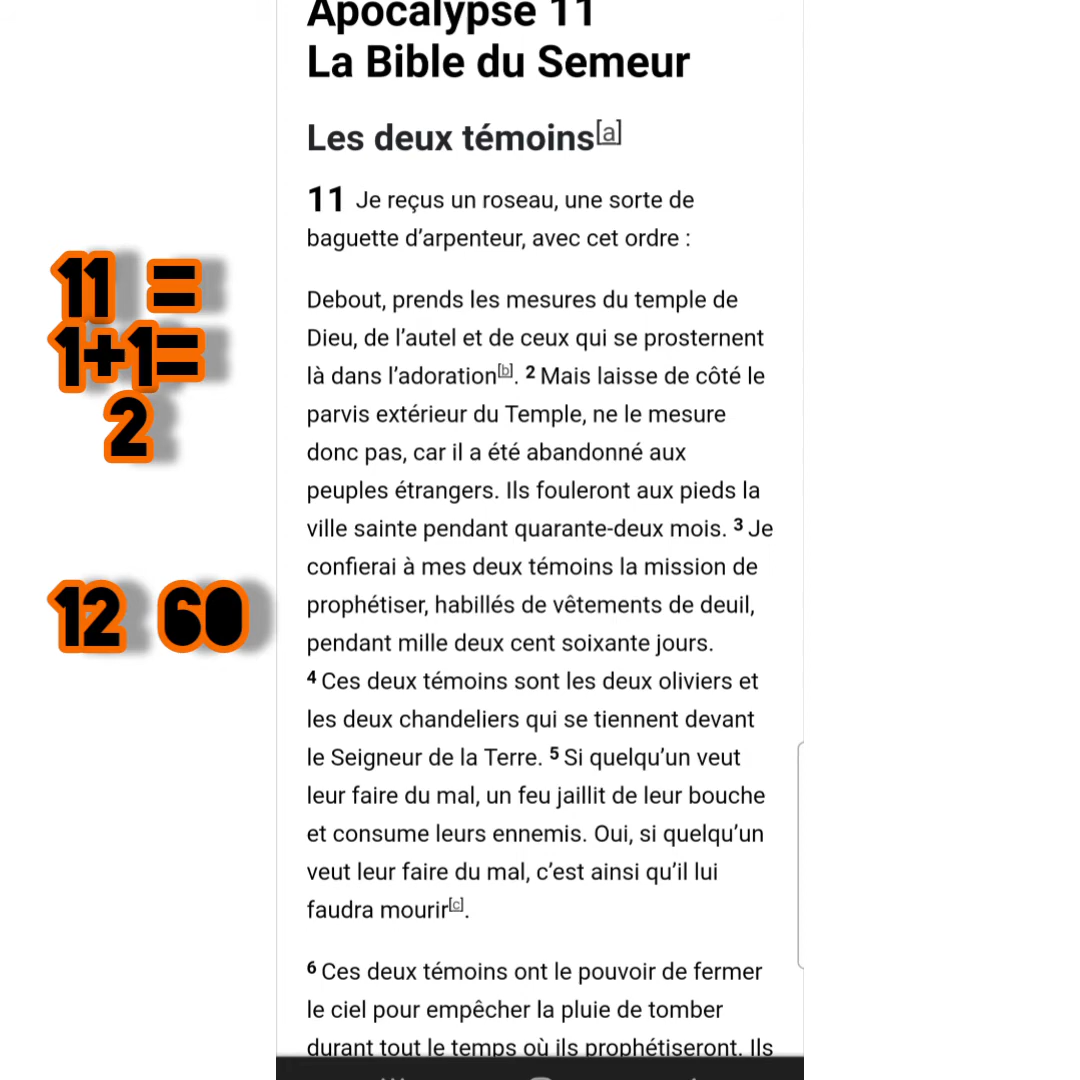 Apocalypse 11
La Bible du Semeur
Les deux témoins[a]
11 Je reçus un roseau, une sorte de
baguette d’arpenteur, avec cet ordre :
Debout, prends les mesures du temple de
Dieu, de l’autel et de ceux qui se prosternent
là dans l’adoration[b]. 2 Mais laisse de côté le
parvis extérieur du Temple, ne le mesure
donc pas, car il a été abandonné aux
peuples étrangers. Ils fouleront aux pieds la
ville sainte pendant quarante-deux mois. 3 Je
confierai à mes deux témoins la mission de
prophétiser, habillés de vêtements de deuil,
pendant mille deux cent soixante jours.
4 Ces deux témoins sont les deux oliviers et
les deux chandeliers qui se tiennent devant
le Seigneur de la Terre. 5 Si quelqu’un veut
leur faire du mal, un feu jaillit de leur bouche
et consume leurs ennemis. Oui, si quelqu’un
veut leur faire du mal, c’est ainsi qu’il lui
faudra mourir[c].
6 Ces deux témoins ont le pouvoir de fermer
le ciel pour empêcher la pluie de tomber
durant tout le temps où ils prophétiseront. Ils
11 =
1+1=
2
12 60